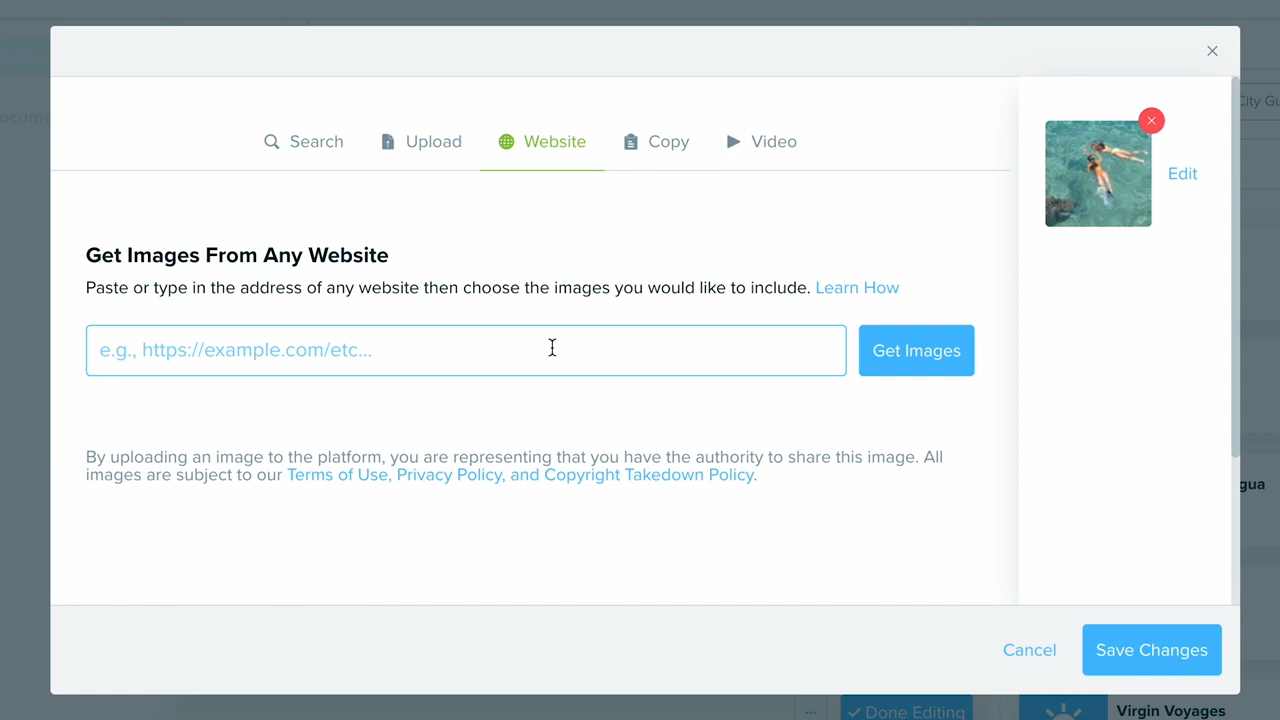 Search
Upload
Website
Copy
Video
Edit
Get Images From Any Website
Paste or type in the address of any website then choose the images you would like to include. Learn How
e.g., https://example.com/etc...
Get Images
By uploading an image to the platform, you are representing that you have the authority to share this image. All
images are subject to our Terms of Use, Privacy Policy, and Copyright Takedown Policy.
Cancel
Save Changes
City Gu
gua
... Done Editing
Virgin Voyages